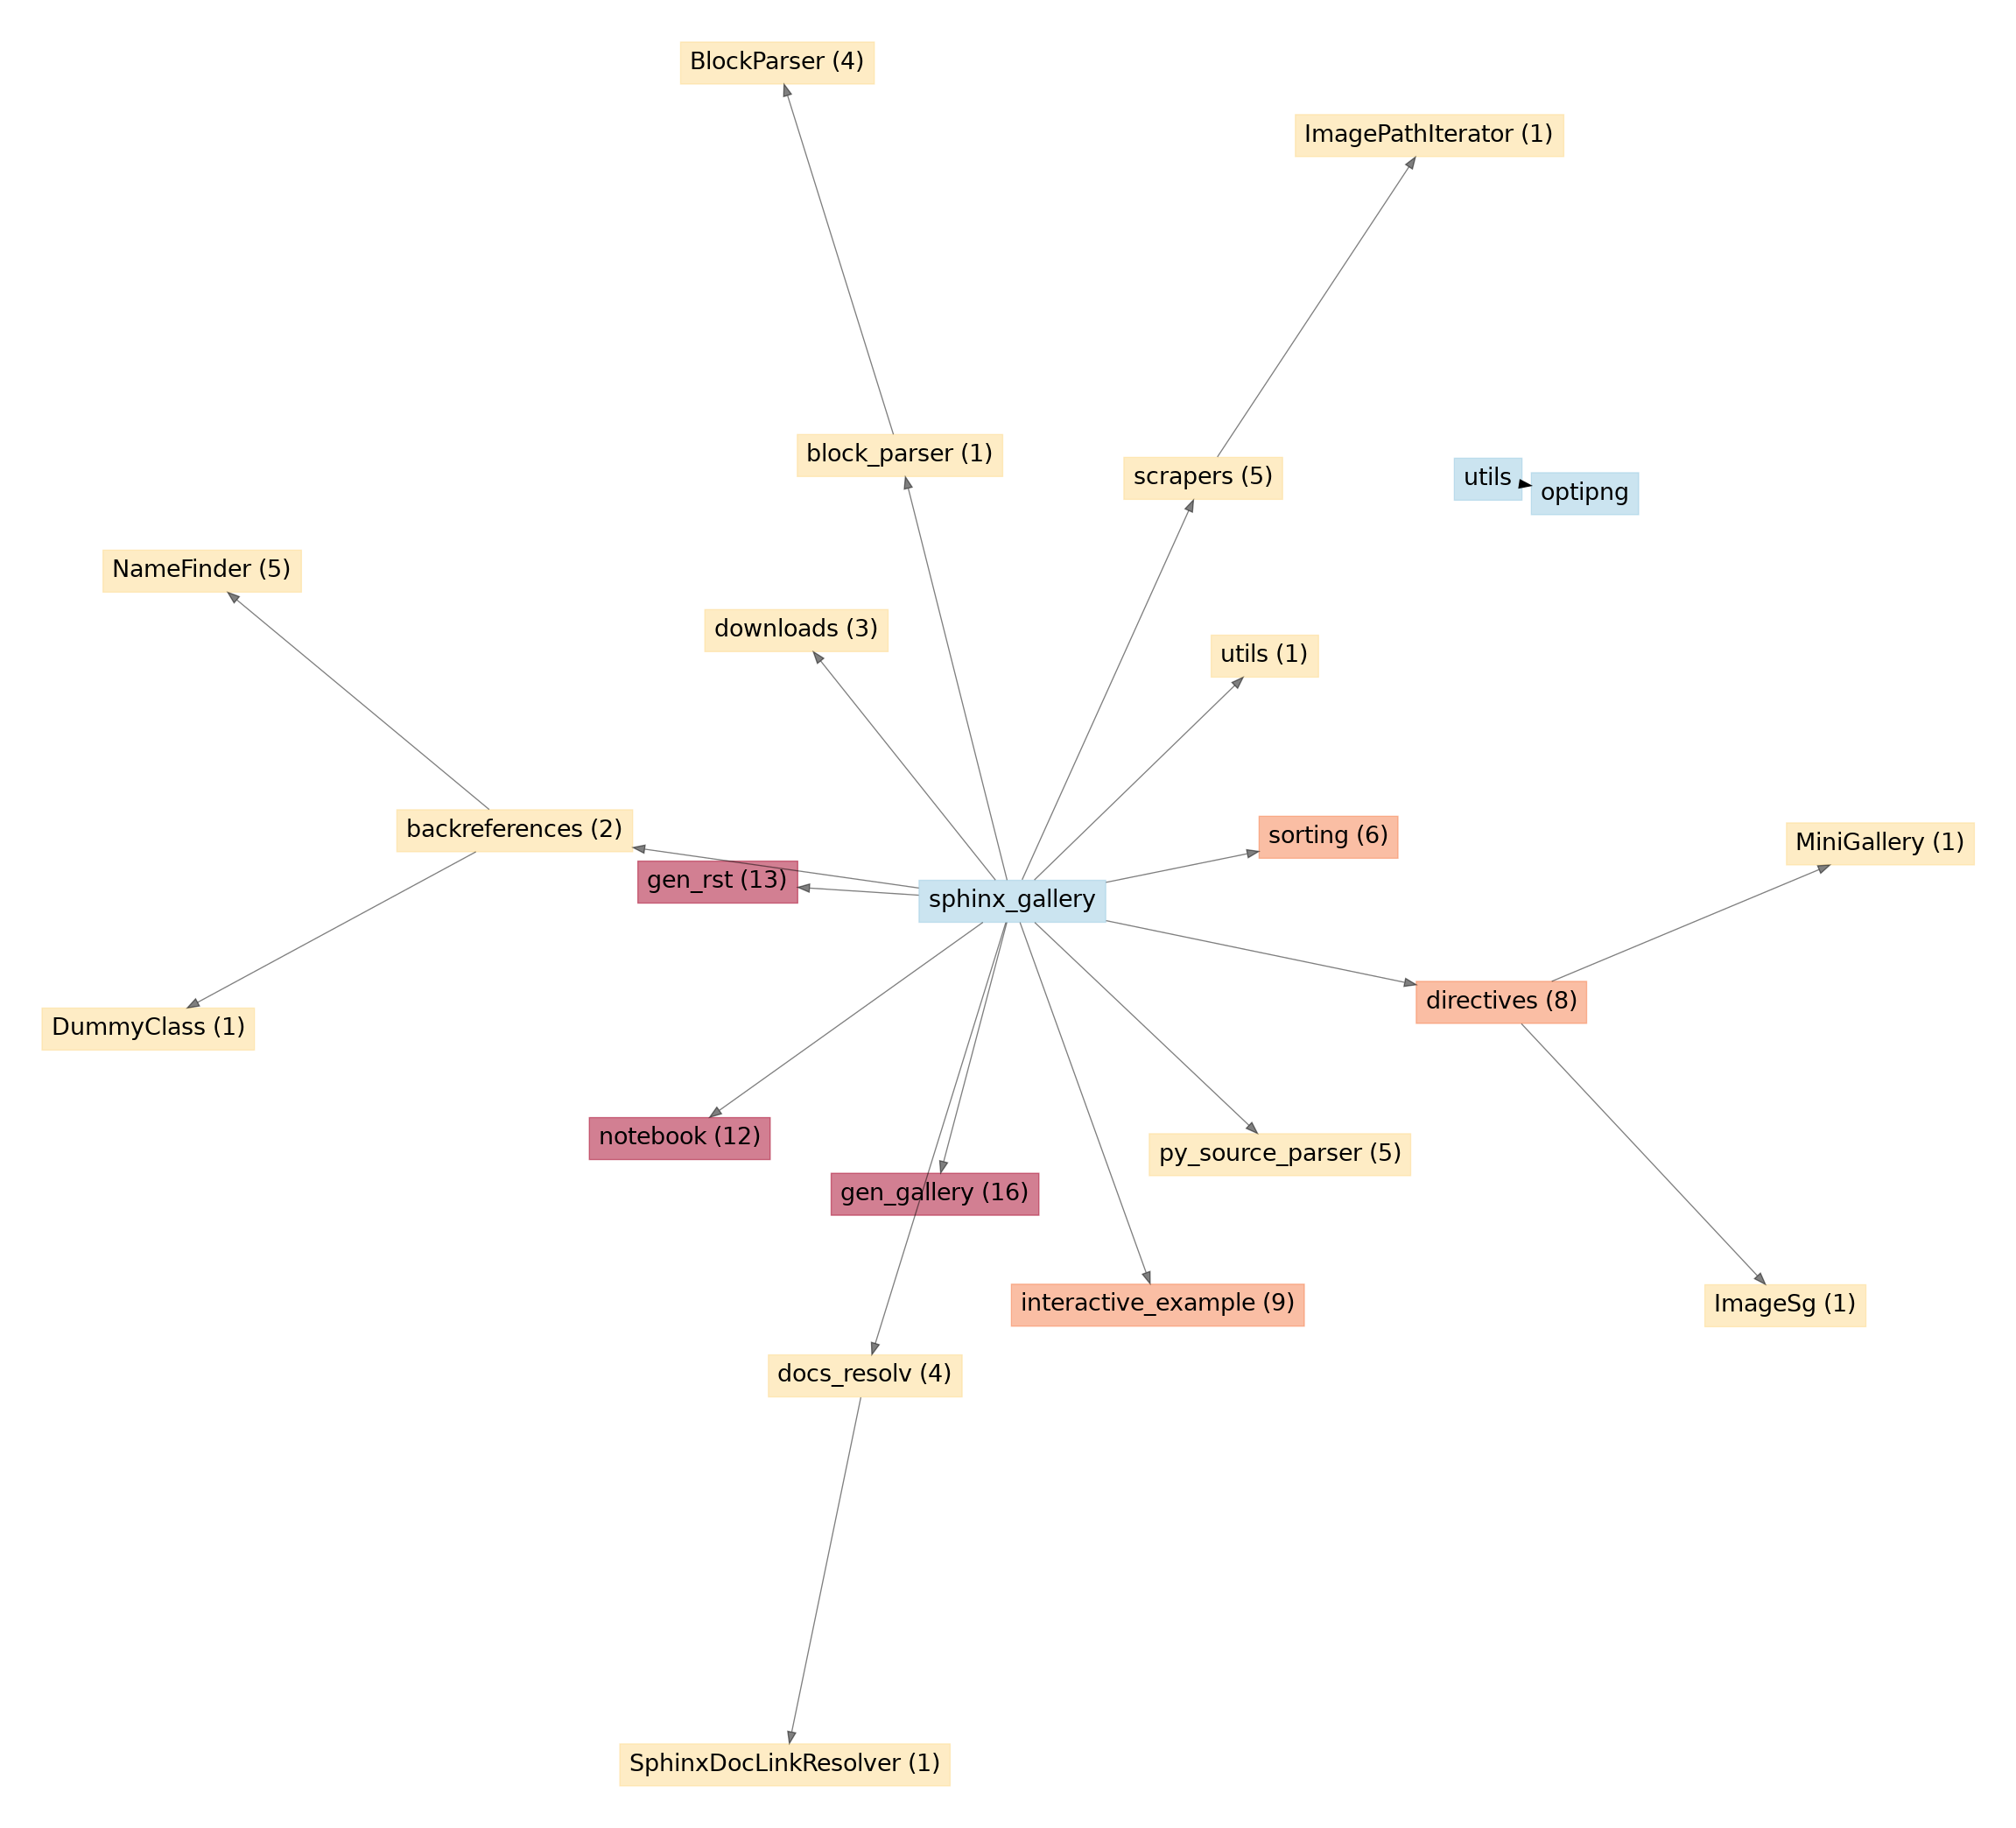 BlockParser (4)
ImagePathIterator (1)
block_parser (1)
scrapers (5)
utils
optipng
NameFinder (5)
downloads (3)
utils (1)
backreferences (2)
sorting (6)
MiniGallery (1)
gen_rst (13)
sphinx_gallery
directives (8)
DummyClass (1)
notebook (12)
py_source_parser (5)
gen_gallery (16)
interactive_example (9)
ImageSg (1)
docs_resolv (4)
SphinxDocLinkResolver (1)